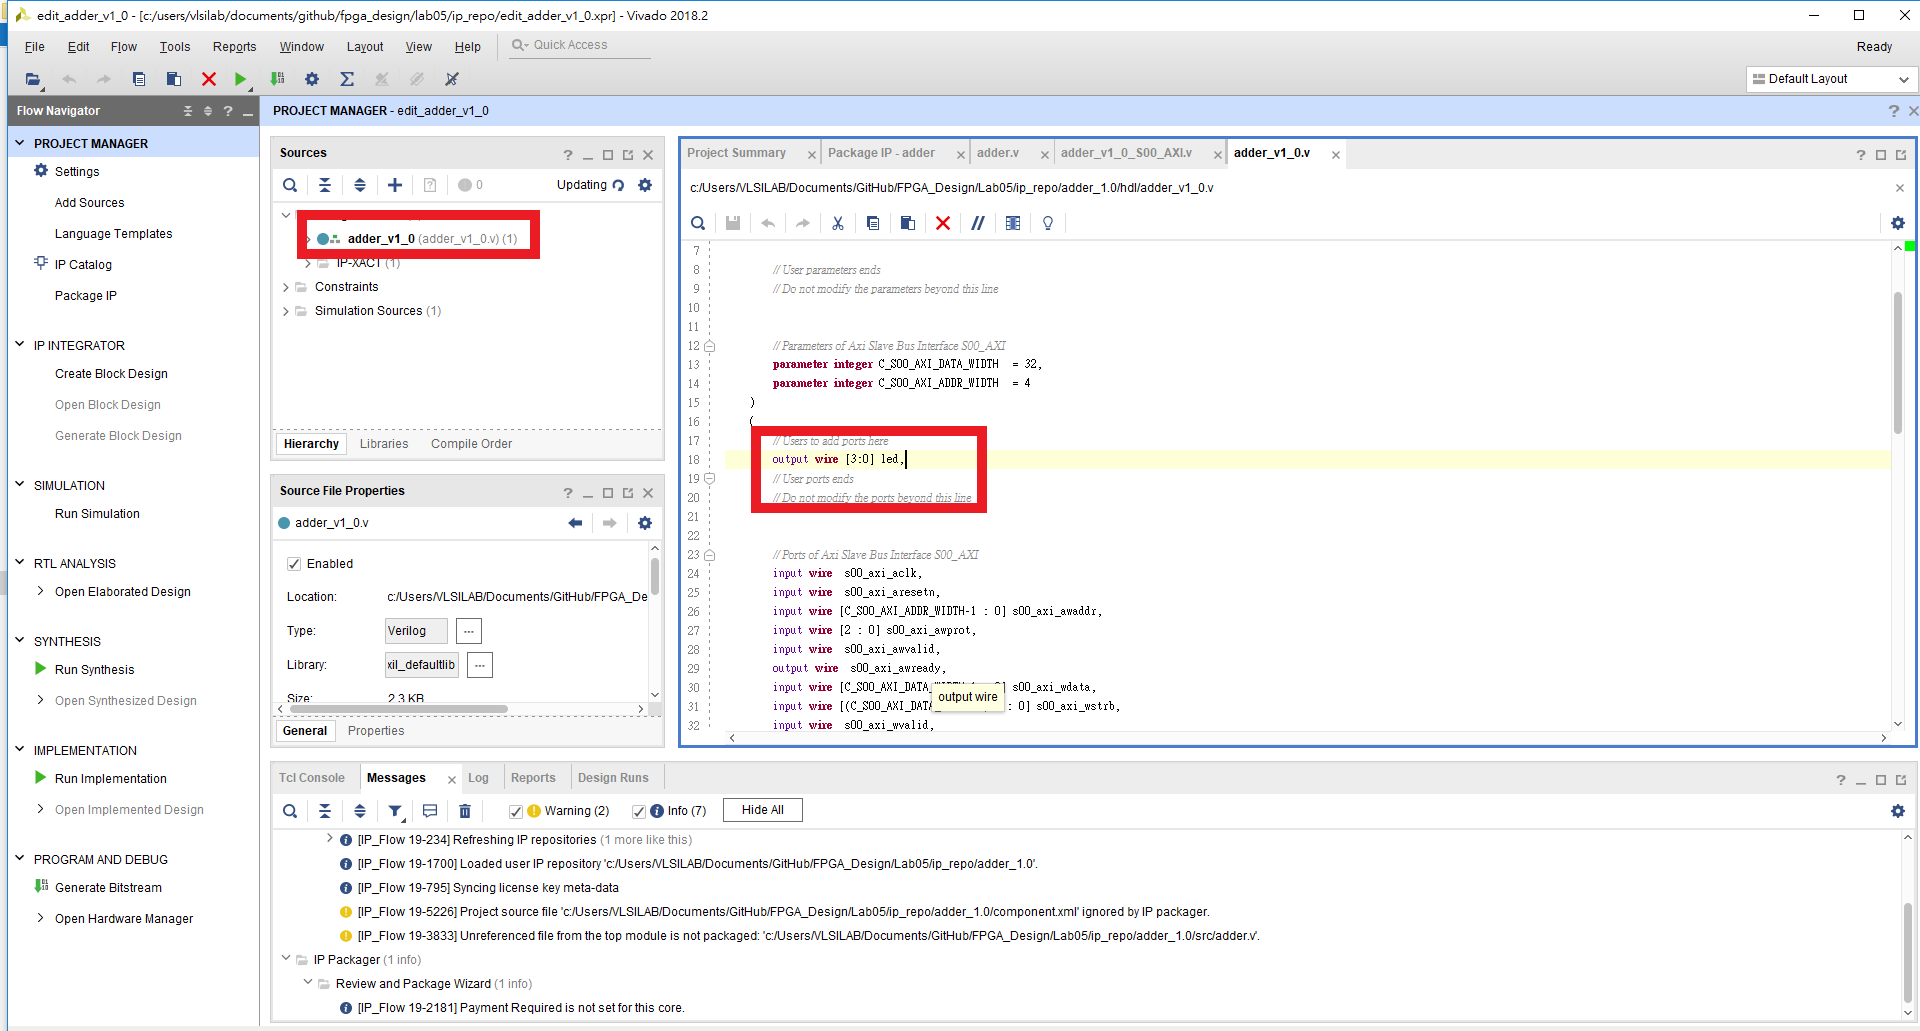 edit_adder_v1_0 - [c:/users/vlsilab/documents/github/fpga_design/lab05/ip_repo/edit_adder_v1_0.xpr] - Vivado 2018.2
File Edit Flow Tools Reports Window Layout View Help Quick Access
Ready
Default Layout
Flow Navigator
PROJECT MANAGER
Settings
Add Sources
Language Templates
IP Catalog
Package IP
IP INTEGRATOR
Create Block Design
Open Block Design
Generate Block Design
SIMULATION
Run Simulation
RTL ANALYSIS
Open Elaborated Design
SYNTHESIS
Run Synthesis
Open Synthesized Design
IMPLEMENTATION
Run Implementation
Open Implemented Design
PROGRAM AND DEBUG
Generate Bitstream
Open Hardware Manager
PROJECT MANAGER - edit_adder_v1_0
Sources
0
Updating
adder_v1_0 (adder_v1_0.v) (1)
IP-XACT (1)
Constraints
Simulation Sources (1)
Hierarchy Libraries Compile Order
Source File Properties
adder_v1_0.v
Enabled
Location: c:/Users/VLSILAB/Documents/GitHub/FPGA_De
Type: Verilog ...
Library: xil_defaultlib ...
Size: 2.3 KB
General Properties
Project Summary Package IP - adder adder.v adder_v1_0_S00_AXI.v adder_v1_0.v
c:/Users/VLSILAB/Documents/GitHub/FPGA_Design/Lab05/ip_repo/adder_1.0/hdl/adder_v1_0.v
7
8 // User parameters ends
9 // Do not modify the parameters beyond this line
10
11
12 // Parameters of Axi Slave Bus Interface S00_AXI
13 parameter integer C_S00_AXI_DATA_WIDTH = 32,
14 parameter integer C_S00_AXI_ADDR_WIDTH = 4
15 )
16 (
17 // Users to add ports here
18 output wire [3:0] led,
19 // User ports ends
20 // Do not modify the ports beyond this line
21
22
23 // Ports of Axi Slave Bus Interface S00_AXI
24 input wire s00_axi_aclk,
25 input wire s00_axi_aresetn,
26 input wire [C_S00_AXI_ADDR_WIDTH-1 : 0] s00_axi_awaddr,
27 input wire [2 : 0] s00_axi_awprot,
28 input wire s00_axi_awvalid,
29 output wire s00_axi_awready,
30 input wire [C_S00_AXI_DATA_ ] s00_axi_wdata,
output wire
31 input wire [(C_S00_AXI_DATA_ : 0] s00_axi_wstrb,
32 input wire s00_axi_wvalid,
Tcl Console Messages Log Reports Design Runs
Warning (2) Info (7) Hide All
[IP_Flow 19-234] Refreshing IP repositories (1 more like this)
[IP_Flow 19-1700] Loaded user IP repository 'c:/Users/VLSILAB/Documents/GitHub/FPGA_Design/Lab05/ip_repo/adder_1.0'.
[IP_Flow 19-795] Syncing license key meta-data
[IP_Flow 19-5226] Project source file 'c:/Users/VLSILAB/Documents/GitHub/FPGA_Design/Lab05/ip_repo/adder_1.0/component.xml' ignored by IP packager.
[IP_Flow 19-3833] Unreferenced file from the top module is not packaged: 'c:/Users/VLSILAB/Documents/GitHub/FPGA_Design/Lab05/ip_repo/adder_1.0/src/adder.v'.
IP Packager (1 info)
Review and Package Wizard (1 info)
[IP_Flow 19-2181] Payment Required is not set for this core.